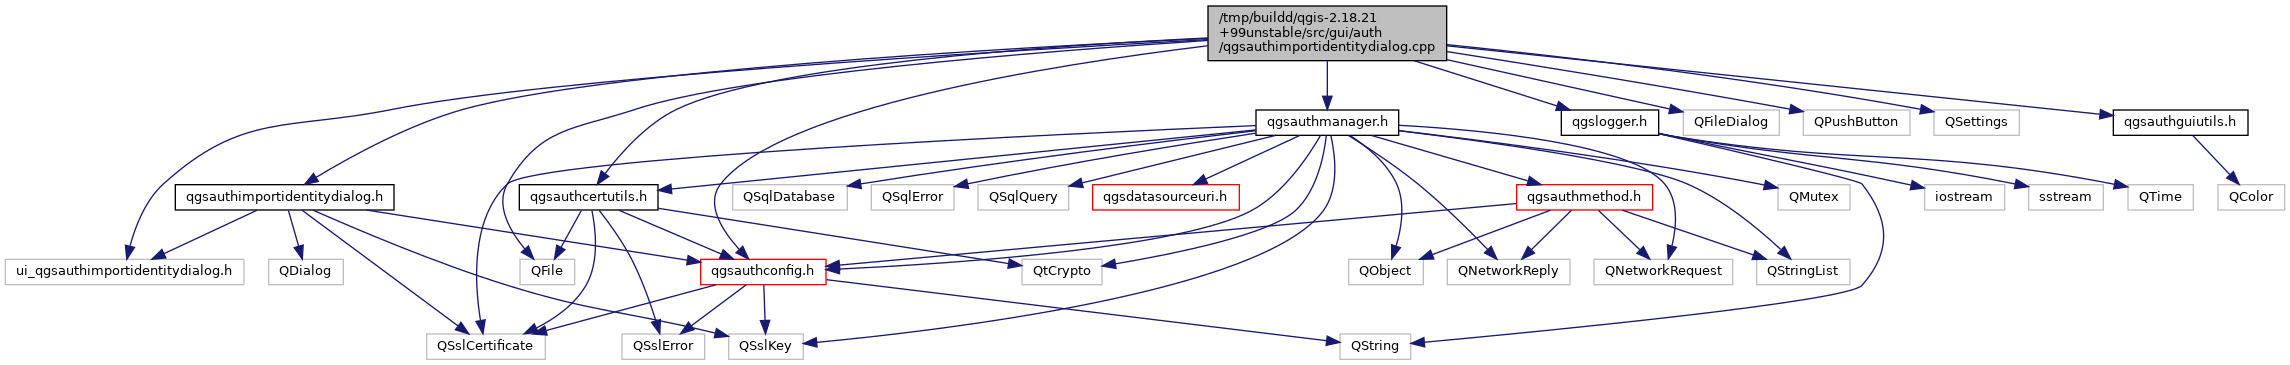 /tmp/buildd/qgis-2.18.21
+99unstable/src/gui/auth
/qgsauthimportidentitydialog.cpp
qgsauthmanager.h
qgslogger.h
QFileDialog
QPushButton
QSettings
qgsauthguiutils.h
qgsauthimportidentitydialog.h
qgsauthcertutils.h
QSqlDatabase
QSqlError
QSqlQuery
qgsdatasourceuri.h
qgsauthmethod.h
QMutex
iostream
sstream
QTime
QColor
ui_qgsauthimportidentitydialog.h
QDialog
QFile
qgsauthconfig.h
QtCrypto
QObject
QNetworkReply
QNetworkRequest
QStringList
QSslCertificate
QSslError
QSslKey
QString